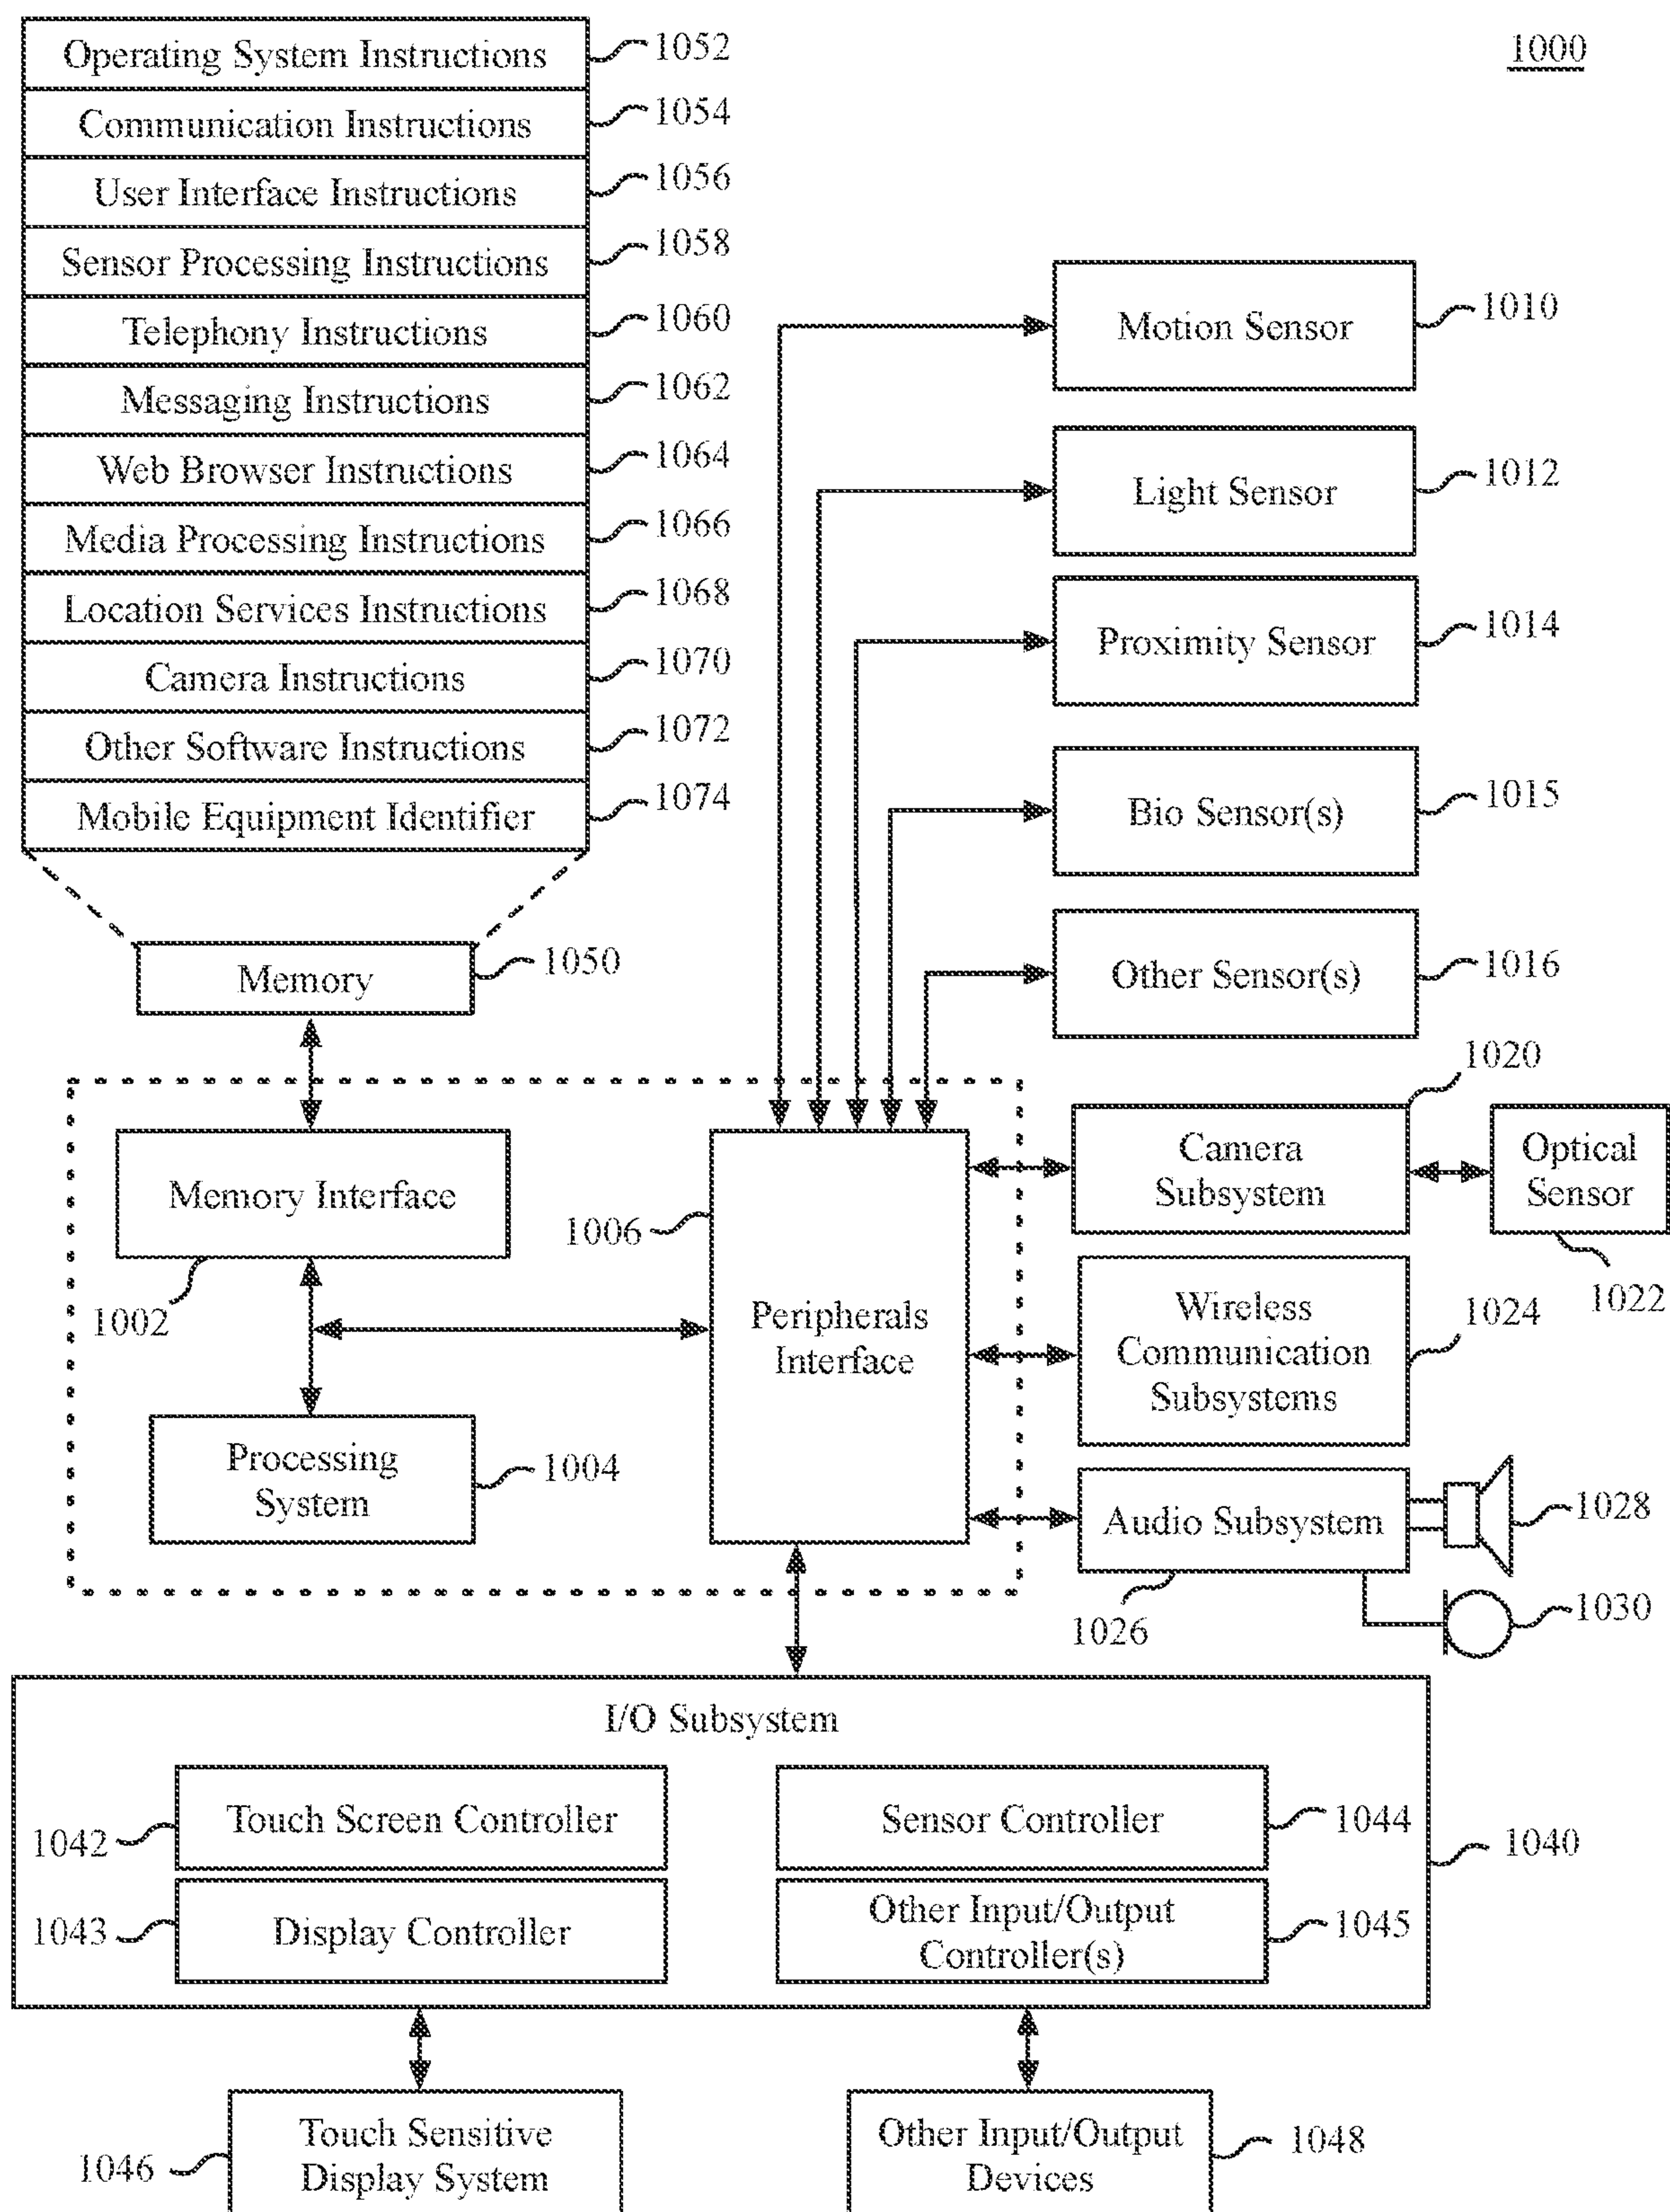 1000
Operating System Instructions
1052
Communication Instructions
1054
User Interface Instructions
1056
Sensor Processing Instructions
1058
Telephony Instructions
1060
Messaging Instructions
1062
Web Browser Instructions
1064
Media Processing Instructions
1066
Location Services Instructions
1068
Camera Instructions
1070
Other Software Instructions
1072
Mobile Equipment Identifier
1074
Memory
1050
Motion Sensor
1010
Light Sensor
1012
Proximity Sensor
1014
Bio Sensor(s)
1015
Other Sensor(s)
1016
Memory Interface
1002
Processing
System
1004
1006
Peripherals
Interface
1020
Camera
Subsystem
Optical
Sensor
1022
Wireless
Communication
Subsystems
1024
Audio Subsystem
1026
1028
1030
I/O Subsystem
1040
Touch Screen Controller
1042
Sensor Controller
1044
Display Controller
1043
Other Input/Output
Controller(s)
1045
Touch Sensitive
Display System
1046
Other Input/Output
Devices
1048